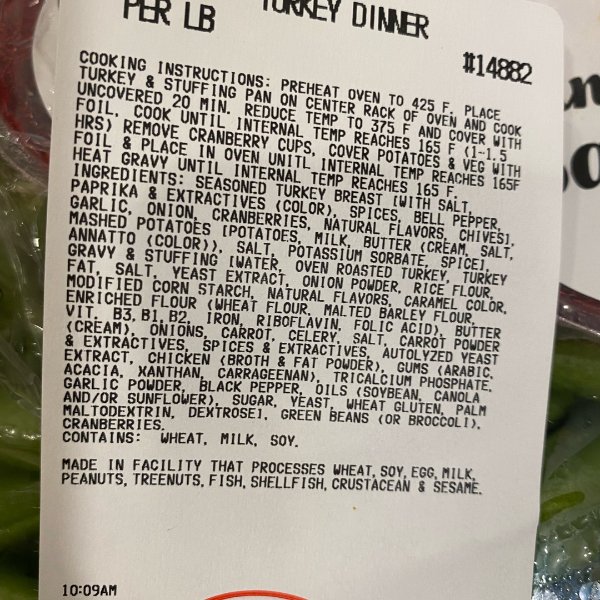 PER LB
TURKEY DINNER
#14882
COOKING INSTRUCTIONS: PREHEAT OVEN TO 425 F. PLACE
TURKEY & STUFFING PAN ON CENTER RACK OF OVEN AND COOK
UNCOVERED 20 MIN. REDUCE TEMP TO 375 F AND COVER WITH
FOIL. COOK UNTIL INTERNAL TEMP REACHES 165 F (1-1.5
HRS) REMOVE CRANBERRY CUPS, COVER POTATOES & VEG WITH
FOIL & PLACE IN OVEN UNITL INTERNAL TEMP REACHES 165F
HEAT GRAVY UNTIL INTERNAL TEMP REACHES 165 F.
INGREDIENTS: SEASONED TURKEY BREAST [WITH SALT,
PAPRIKA & EXTRACTIVES (COLOR), SPICES, BELL PEPPER,
GARLIC, ONION, CRANBERRIES, NATURAL FLAVORS, CHIVES],
MASHED POTATOES [POTATOES, MILK, BUTTER (CREAM, SALT,
ANNATTO (COLOR)), SALT, POTASSIUM SORBATE, SPICE]
GRAVY & STUFFING [WATER, OVEN ROASTED TURKEY, TURKEY
FAT, SALT, YEAST EXTRACT, ONION POWDER, RICE FLOUR,
MODIFIED CORN STARCH, NATURAL FLAVORS, CARAMEL COLOR,
ENRICHED FLOUR (WHEAT FLOUR, MALTED BARLEY FLOUR,
VIT. B3, B1, B2, IRON, RIBOFLAVIN, FOLIC ACID), BUTTER
(CREAM), ONIONS, CARROT, CELERY, SALT, CARROT POWDER
& EXTRACTIVES, SPICES & EXTRACTIVES, AUTOLYZED YEAST
EXTRACT, CHICKEN (BROTH & FAT POWDER), GUMS (ARABIC,
ACACIA, XANTHAN, CARRAGEENAN), TRICALCIUM PHOSPHATE,
GARLIC POWDER, BLACK PEPPER, OILS (SOYBEAN, CANOLA
AND/OR SUNFLOWER), SUGAR, YEAST, WHEAT GLUTEN, PALM
MALTODEXTRIN, DEXTROSE], GREEN BEANS (OR BROCCOLI),
CRANBERRIES.
CONTAINS: WHEAT, MILK, SOY.
MADE IN FACILITY THAT PROCESSES WHEAT, SOY, EGG, MILK,
PEANUTS, TREENUTS, FISH, SHELLFISH, CRUSTACEAN & SESAME.
10:09AM